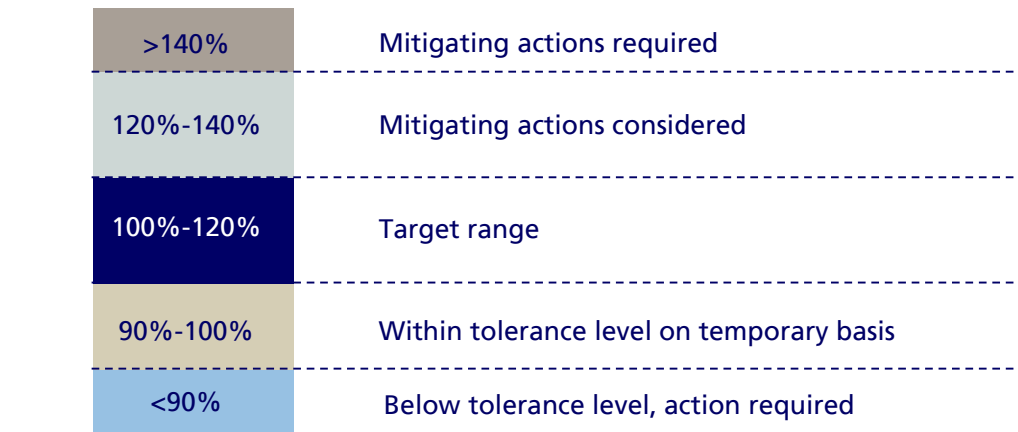 >140% Mitigating actions required
120%-140% Mitigating actions considered
100%-120% Target range
90%-100% Within tolerance level on temporary basis
<90% Below tolerance level, action required